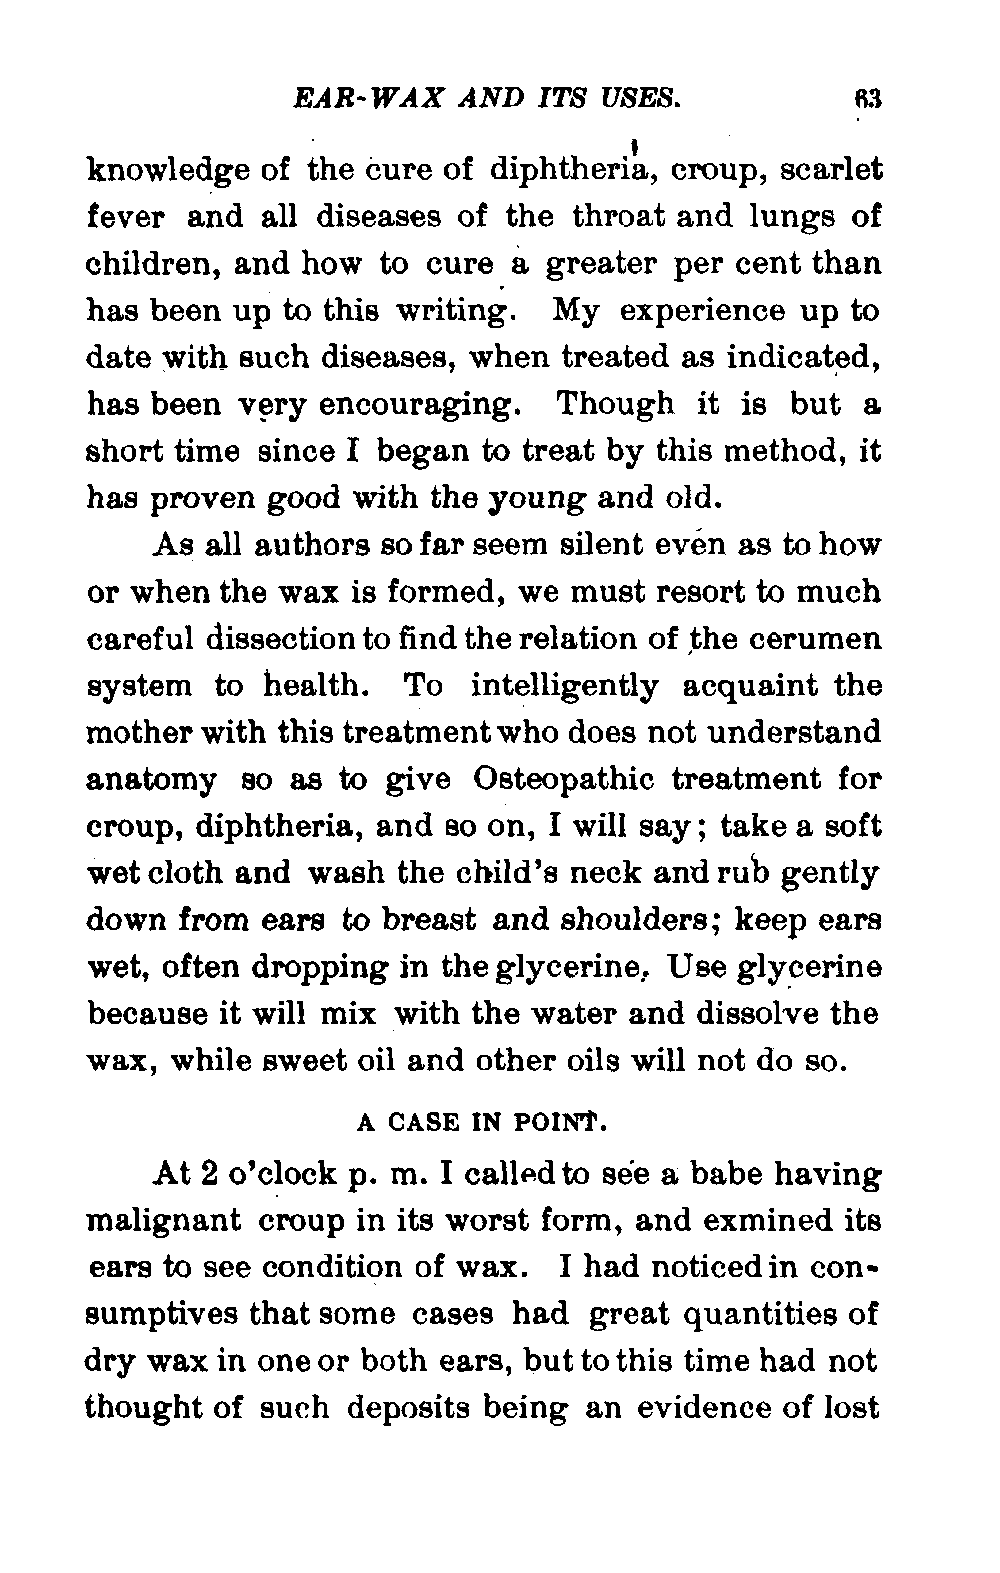 EAR-WAX AND ITS USES. 63
knowledge of the cure of diphtheria, croup, scarlet
fever and all diseases of the throat and lungs of
children, and how to cure a greater per cent than
has been up to this writing. My experience up to
date with such diseases, when treated as indicated,
has been very encouraging. Though it is but a
short time since I began to treat by this method, it
has proven good with the young and old.
As all authors so far seem silent even as to how
or when the wax is formed, we must resort to much
careful dissection to find the relation of the cerumen
system to health. To intelligently acquaint the
mother with this treatment who does not understand
anatomy so as to give Osteopathic treatment for
croup, diphtheria, and so on, I will say; take a soft
wet cloth and wash the child's neck and rub gently
down from ears to breast and shoulders; keep ears
wet, often dropping in the glycerine. Use glycerine
because it will mix with the water and dissolve the
wax, while sweet oil and other oils will not do so.
A CASE IN POINT.
At 2 o'clock p. m. I called to see a babe having
malignant croup in its worst form, and exmined its
ears to see condition of wax. I had noticed in con-
sumptives that some cases had great quantities of
dry wax in one or both ears, but to this time had not
thought of such deposits being an evidence of lost